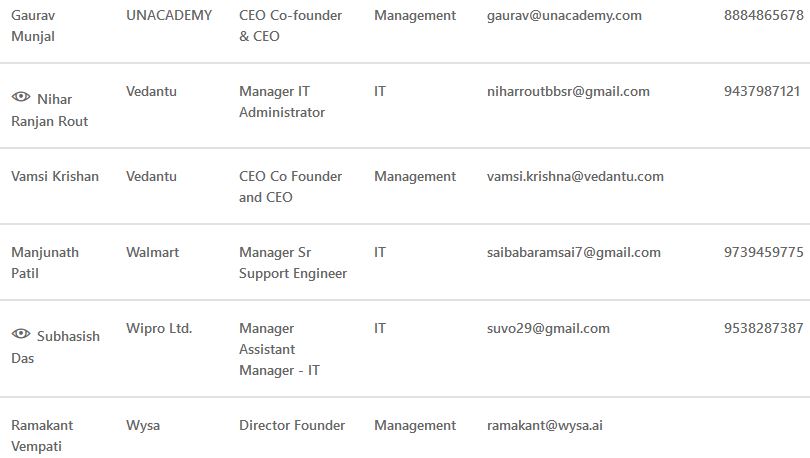 Gaurav Munjal UNACADEMY CEO Co-founder & CEO Management gaurav@unacademy.com 8884865678
Nihar Ranjan Rout Vedantu Manager IT Administrator IT niharroutbbsr@gmail.com 9437987121
Vamsi Krishan Vedantu CEO Co Founder and CEO Management vamsi.krishna@vedantu.com
Manjunath Patil Walmart Manager Sr Support Engineer IT saibabaramsai7@gmail.com 9739459775
Subhasish Das Wipro Ltd. Manager Assistant Manager - IT IT suvo29@gmail.com 9538287387
Ramakant Vempati Wysa Director Founder Management ramakant@wysa.ai